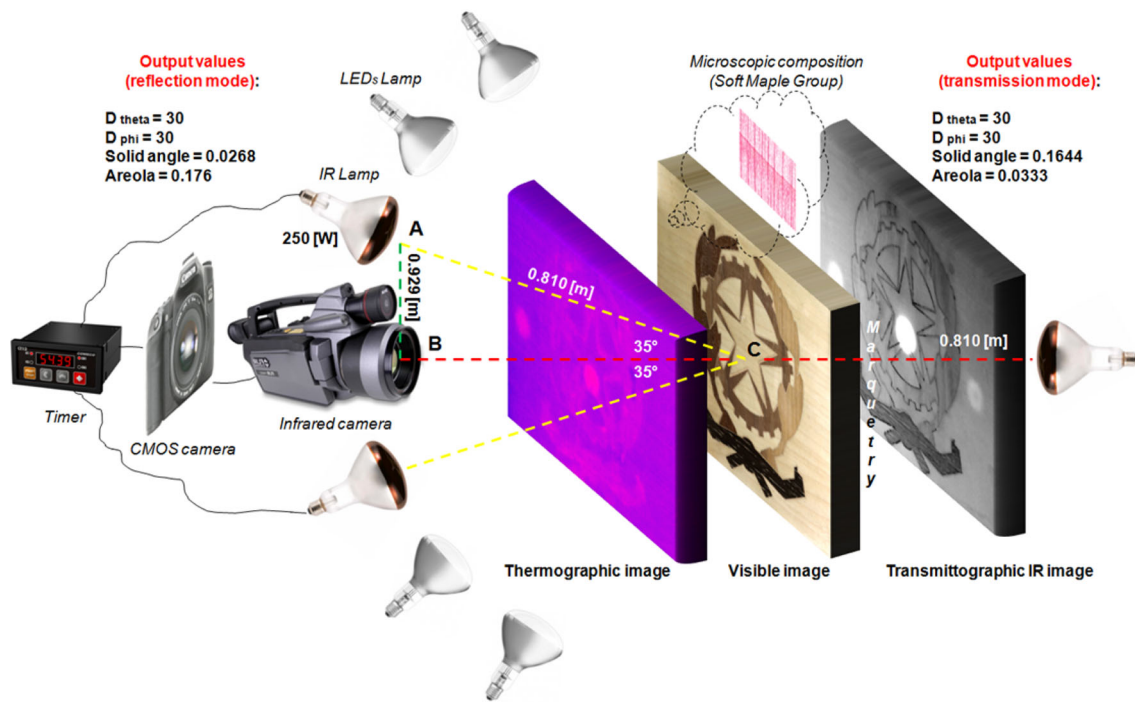 Output values
(reflection mode):
D theta = 30
D phi = 30
Solid angle = 0.0268
Areola = 0.176
LEDs Lamp
IR Lamp
250 [W]
A
0.929 [m]
B
Timer
CMOS camera
Infrared camera
0.810 [m]
35°
35°
C
Microscopic composition
(Soft Maple Group)
Output values
(transmission mode):
D theta = 30
D phi = 30
Solid angle = 0.1644
Areola = 0.0333
Marquetry
0.810 [m]
Thermographic image
Visible image
Transmittographic IR image
5439
Canon